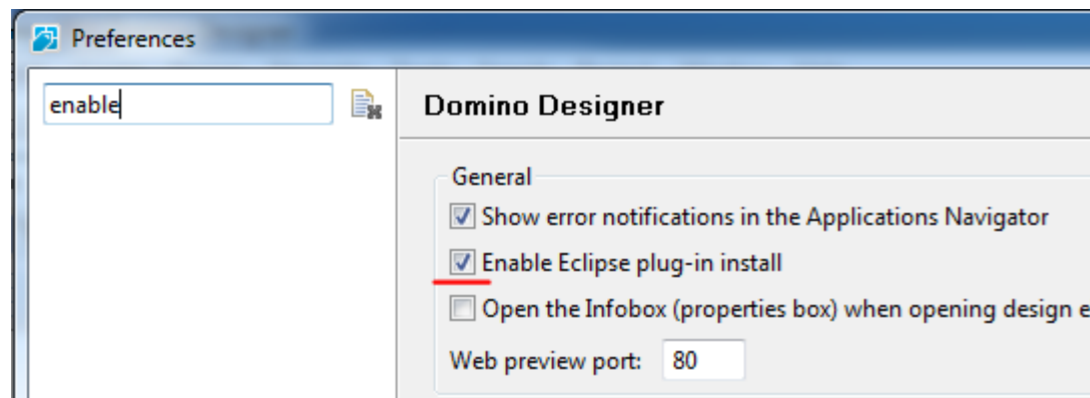 Preferences
enable
Domino Designer
General
Show error notifications in the Applications Navigator
Enable Eclipse plug-in install
Open the Infobox (properties box) when opening design e
Web preview port: 80